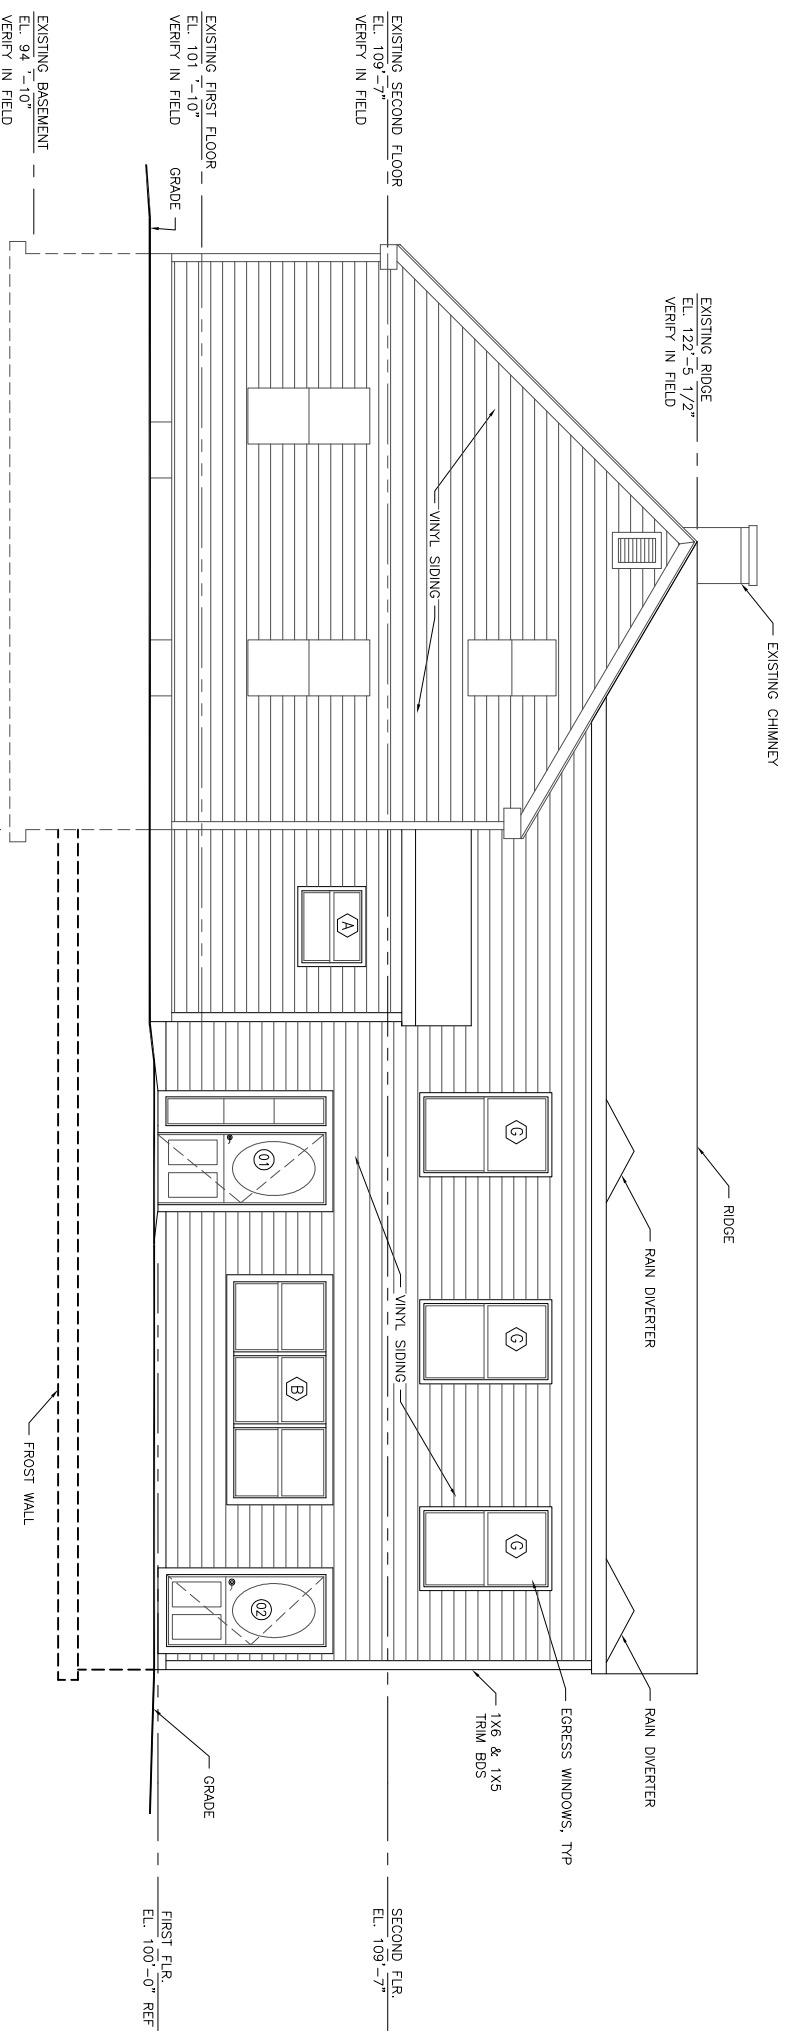 EXISTING RIDGE
EL. 122'-5 1/2"
VERIFY IN FIELD
EXISTING CHIMNEY
RIDGE
RAIN DIVERTER
RAIN DIVERTER
EXISTING SECOND FLOOR
EL. 109'-7"
VERIFY IN FIELD
VINYL SIDING
G
G
G
EGRESS WINDOWS, TYP
1X6 & 1X5
TRIM BDS
VINYL SIDING
SECOND FLR.
EL. 109'-7"
A
B
01
02
EXISTING FIRST FLOOR
EL. 101 '-10"
VERIFY IN FIELD
GRADE
GRADE
FIRST FLR.
EL. 100'-0" REF
EXISTING BASEMENT
EL. 94 '-10"
VERIFY IN FIELD
FROST WALL